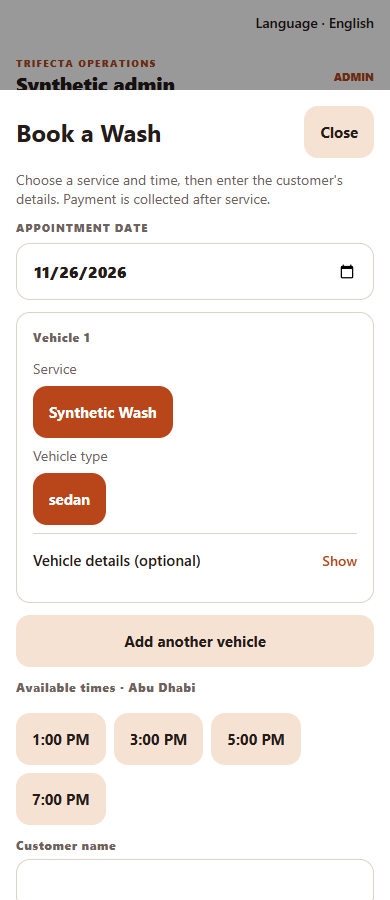 Language · English
TRIFECTA OPERATIONS
Synthetic admin
ADMIN
Book a Wash
Close
Choose a service and time, then enter the customer's
details. Payment is collected after service.
APPOINTMENT DATE
11/26/2026
Vehicle 1
Service
Synthetic Wash
Vehicle type
sedan
Vehicle details (optional)
Show
Add another vehicle
Available times · Abu Dhabi
1:00 PM
3:00 PM
5:00 PM
7:00 PM
Customer name